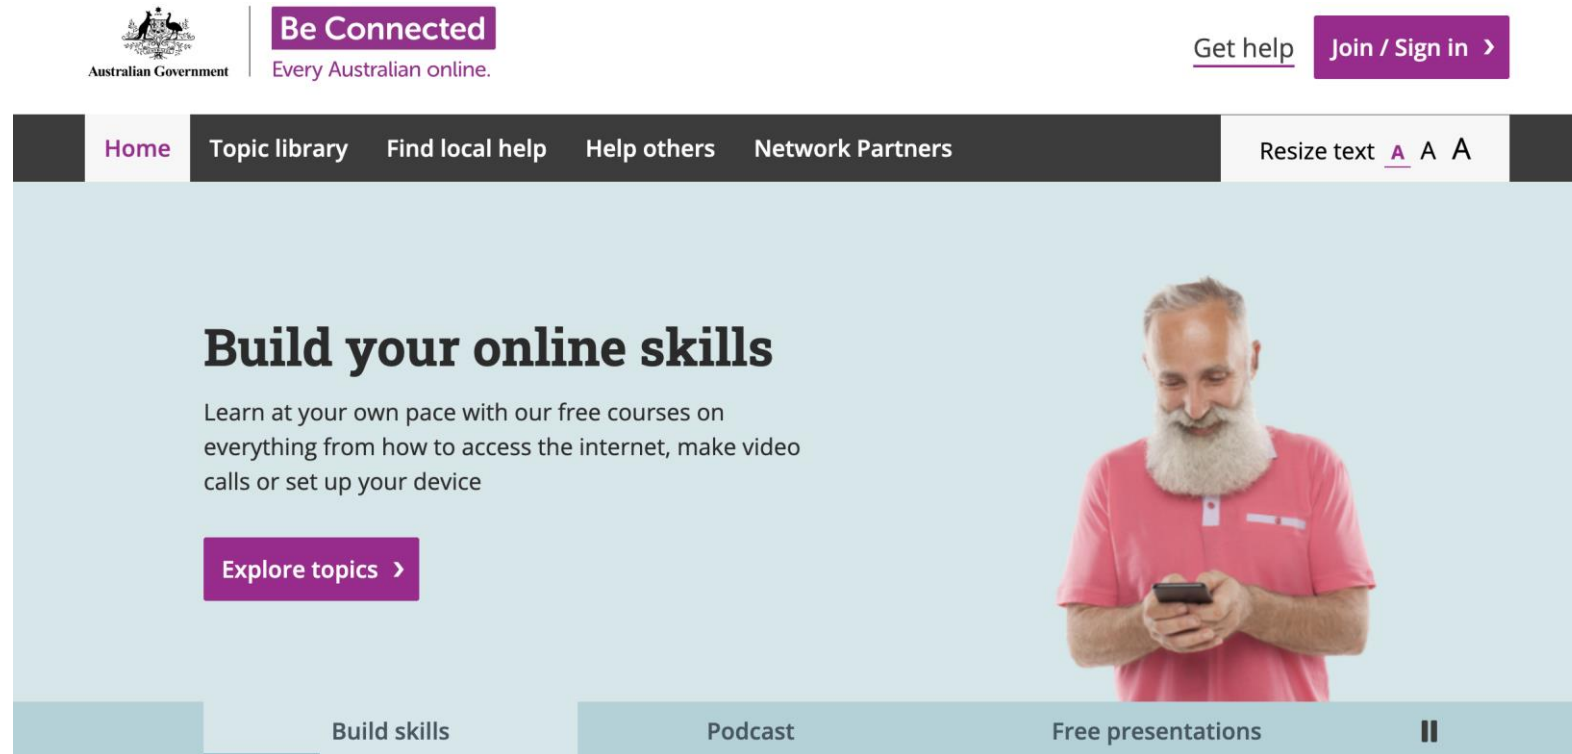 Australian Government
Be Connected
Every Australian online.
Get help
Join / Sign in ›
Home
Topic library
Find local help
Help others
Network Partners
Resize text A A A
Build your online skills
Learn at your own pace with our free courses on
everything from how to access the internet, make video
calls or set up your device
Explore topics ›
Build skills
Podcast
Free presentations